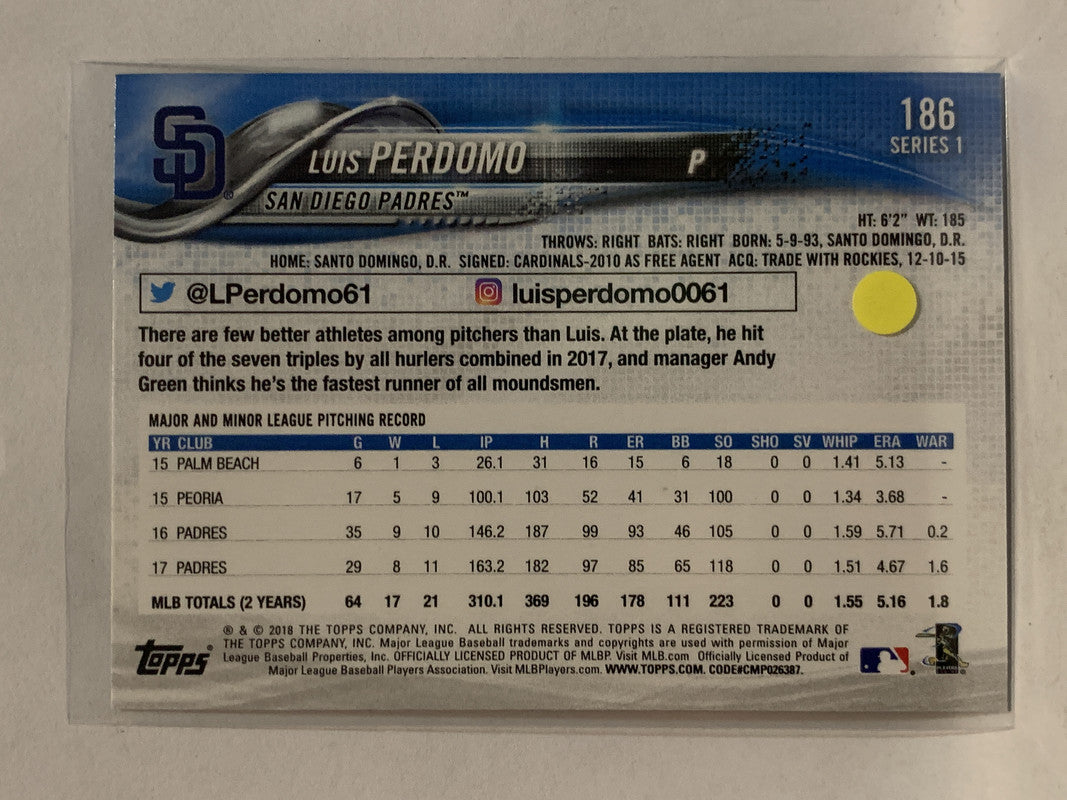 SD
®
186
SERIES 1
LUIS PERDOMO P
SAN DIEGO PADRES™
HT: 6'2" WT: 185
THROWS: RIGHT BATS: RIGHT BORN: 5-9-93, SANTO DOMINGO, D.R.
HOME: SANTO DOMINGO, D.R. SIGNED: CARDINALS-2010 AS FREE AGENT ACQ: TRADE WITH ROCKIES, 12-10-15
@LPerdomo61 luisperdomo0061
There are few better athletes among pitchers than Luis. At the plate, he hit
four of the seven triples by all hurlers combined in 2017, and manager Andy
Green thinks he's the fastest runner of all moundsmen.
MAJOR AND MINOR LEAGUE PITCHING RECORD
YR CLUB G W L IP H R ER BB SO SHO SV WHIP ERA WAR
15 PALM BEACH 6 1 3 26.1 31 16 15 6 18 0 0 1.41 5.13 -
15 PEORIA 17 5 9 100.1 103 52 41 31 100 0 0 1.34 3.68 -
16 PADRES 35 9 10 146.2 187 99 93 46 105 0 0 1.59 5.71 0.2
17 PADRES 29 8 11 163.2 182 97 85 65 118 0 0 1.51 4.67 1.6
MLB TOTALS (2 YEARS) 64 17 21 310.1 369 196 178 111 223 0 0 1.55 5.16 1.8
® & © 2018 THE TOPPS COMPANY, INC. ALL RIGHTS RESERVED. TOPPS IS A REGISTERED TRADEMARK OF
THE TOPPS COMPANY, INC. Major League Baseball trademarks and copyrights are used with permission of Major
League Baseball Properties, Inc. OFFICIALLY LICENSED PRODUCT OF MLBP. Visit MLB.com Officially Licensed Product of
Major League Baseball Players Association. Visit MLBPlayers.com. WWW.TOPPS.COM. CODE#CMP026387.
TOPPS®